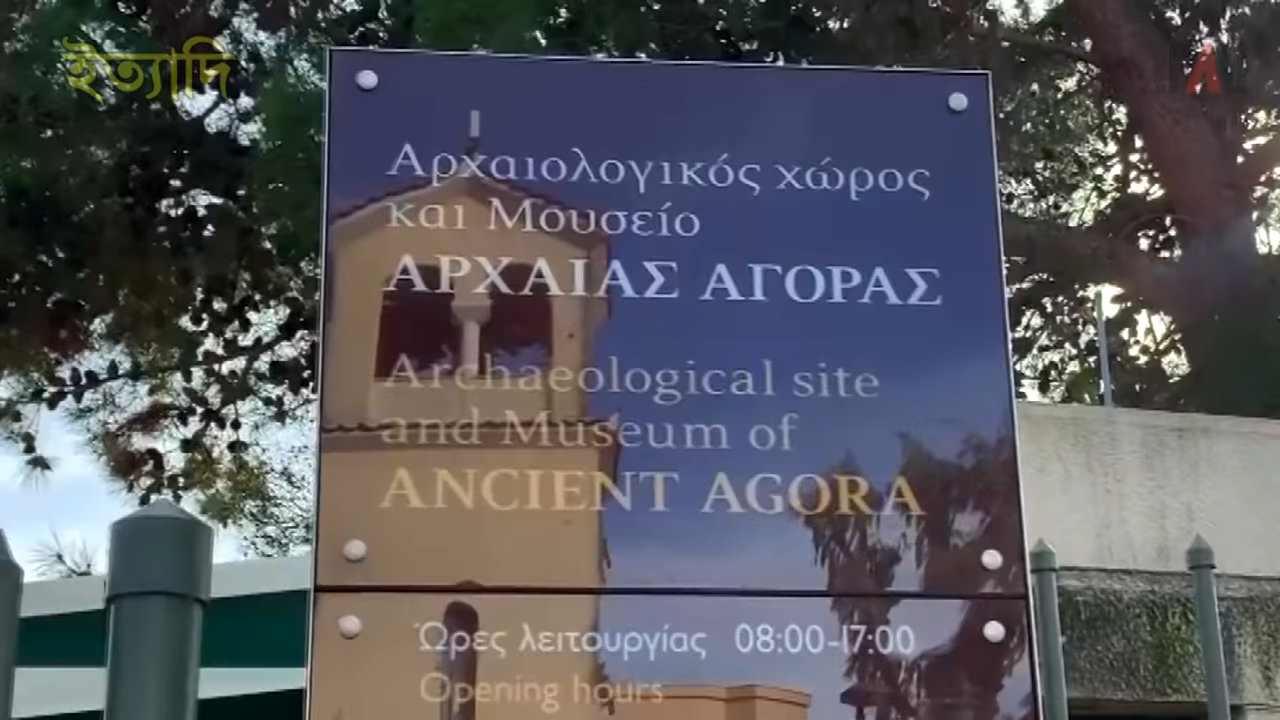 ইত্যাদি
Αρχαιολογικός χώρος
και Μουσείο
ΑΡΧΑΙΑΣ ΑΓΟΡΑΣ
Archaeological site
and Museum of
ANCIENT AGORA
Ώρες λειτουργίας 08:00-17:00
Opening hours